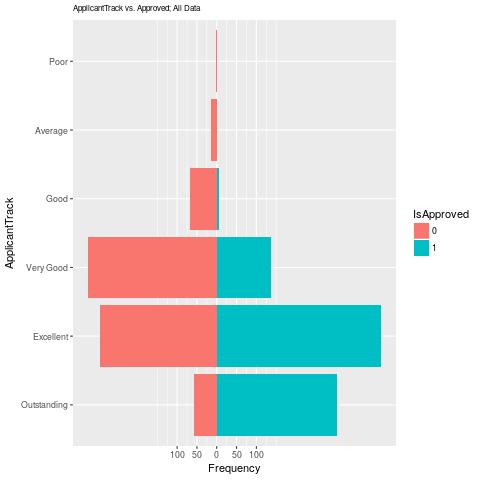 ApplicantTrack vs. Approved; All Data
Poor
Average
Good
Very Good
Excellent
Outstanding
ApplicantTrack
100 50 0 50 100
Frequency
IsApproved
0
1